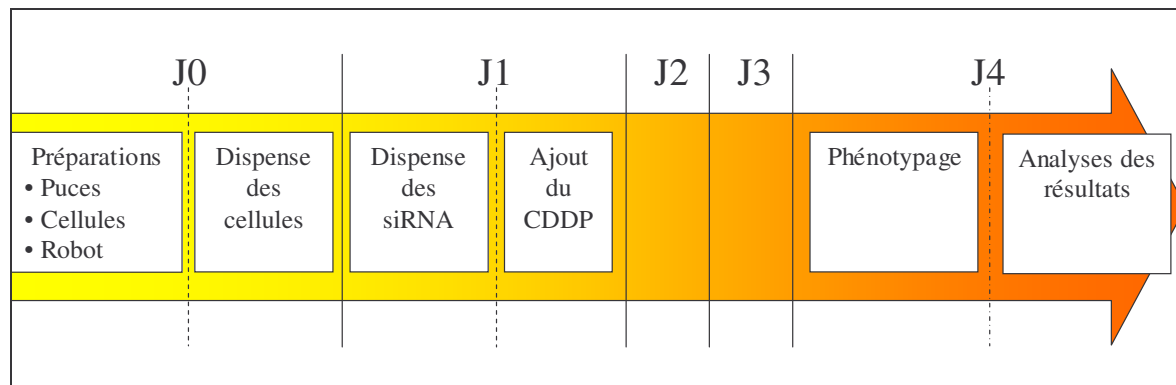 J0
J1
J2
J3
J4
Préparations
• Puces
• Cellules
• Robot
Dispense
des
cellules
Dispense
des
siRNA
Ajout
du
CDDP
Phénotypage
Analyses des
résultats